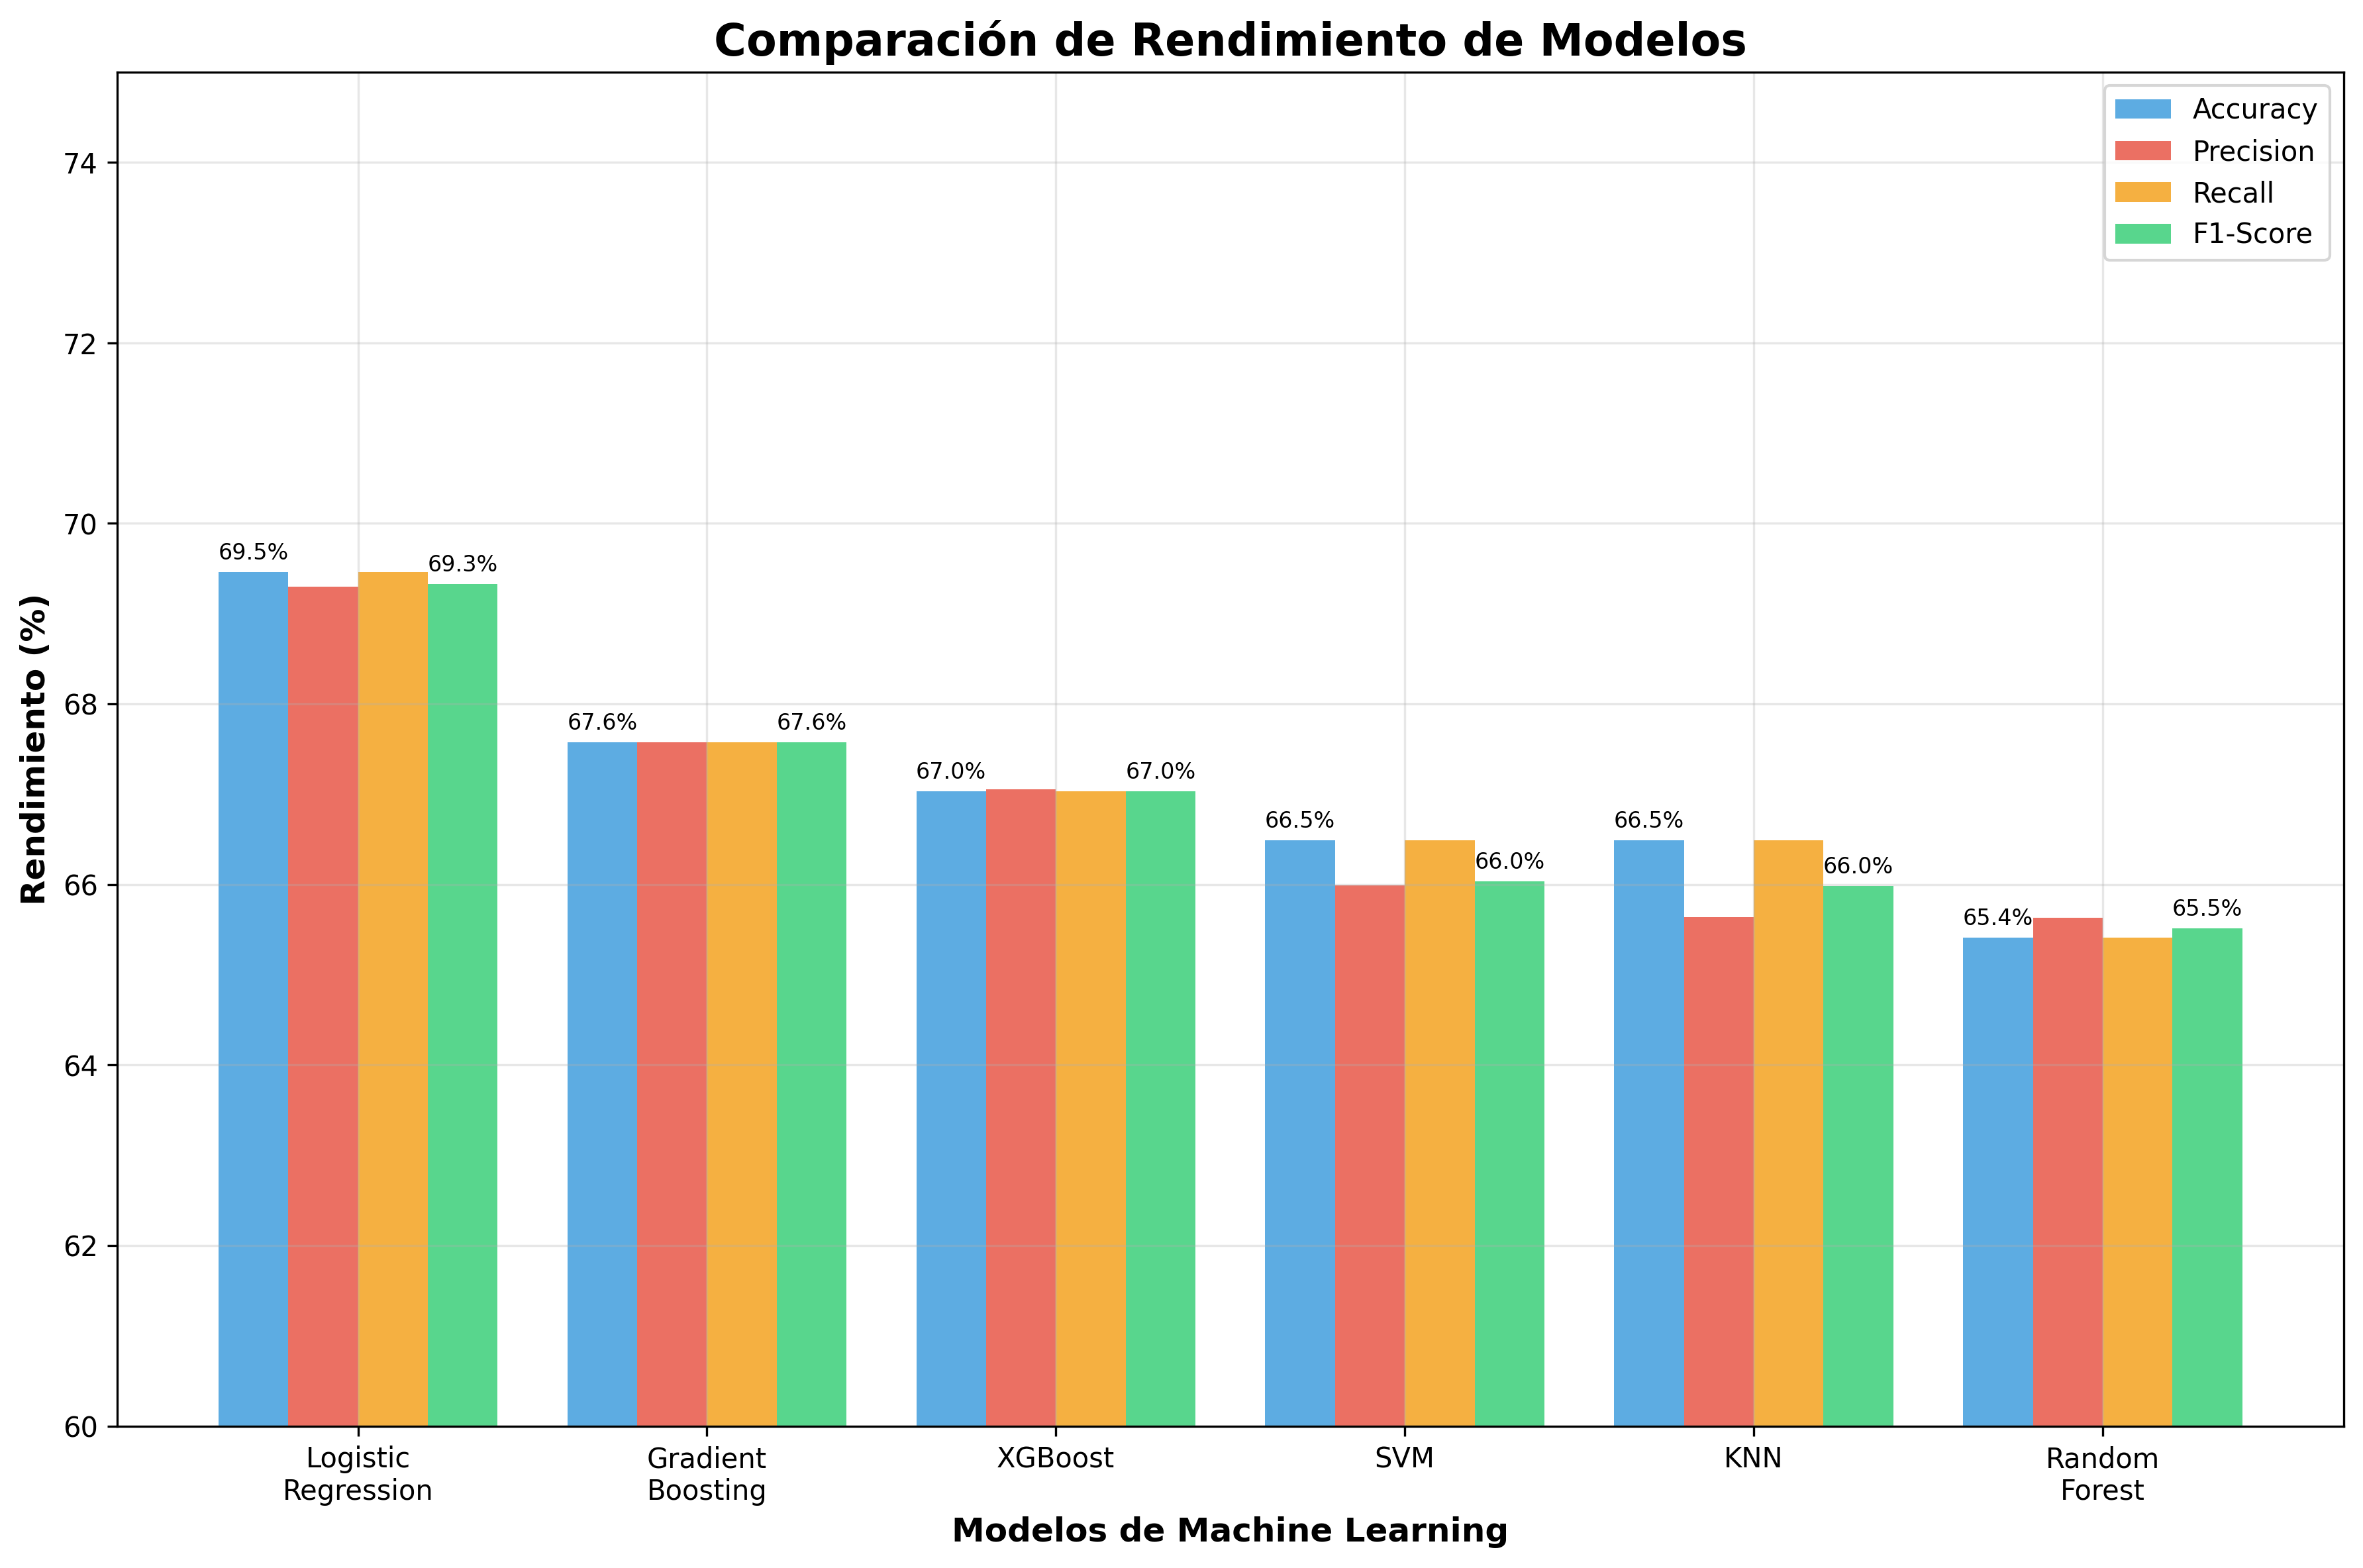 Comparación de Rendimiento de Modelos
Accuracy
Precision
Recall
F1-Score
Rendimiento (%)
74
72
70
68
66
64
62
60
69.5%
69.3%
67.6%
67.6%
67.0%
67.0%
66.5%
66.0%
66.5%
66.0%
65.4%
65.5%
Logistic
Regression
Gradient
Boosting
XGBoost
SVM
KNN
Random
Forest
Modelos de Machine Learning